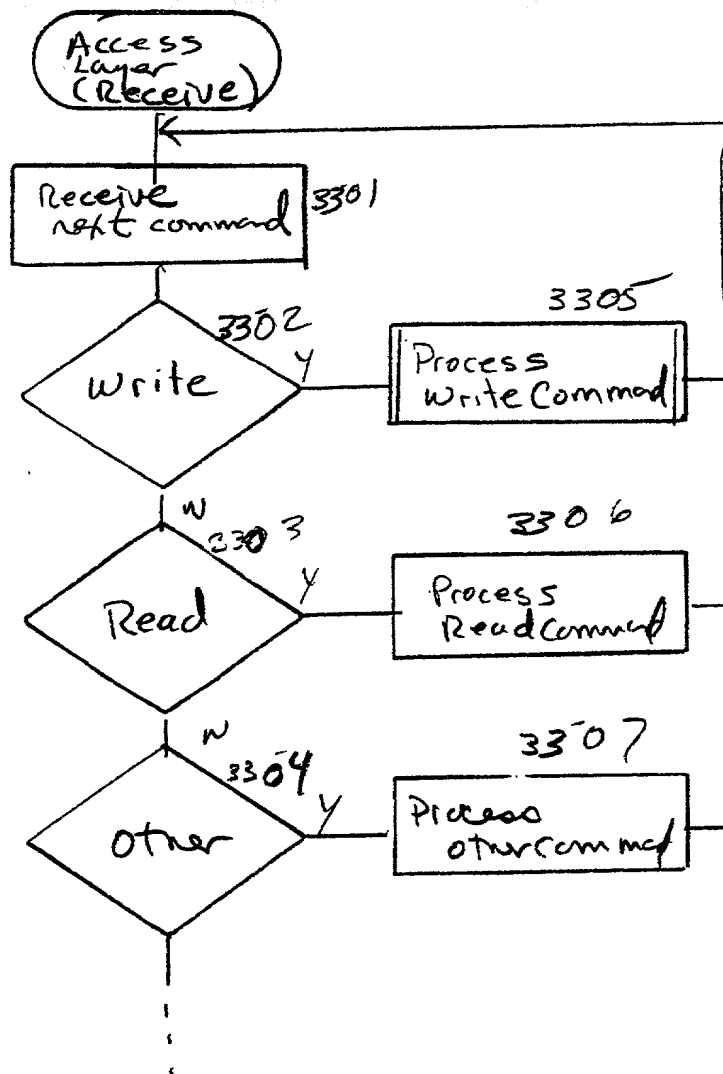 Access
Layer
(Receive)
Receive
next command
3301
3302
Y
Write
3305
Process
Write Command
N
3303
Y
Read
3306
Process
Read Command
N
3304
Y
other
3307
Process
other command